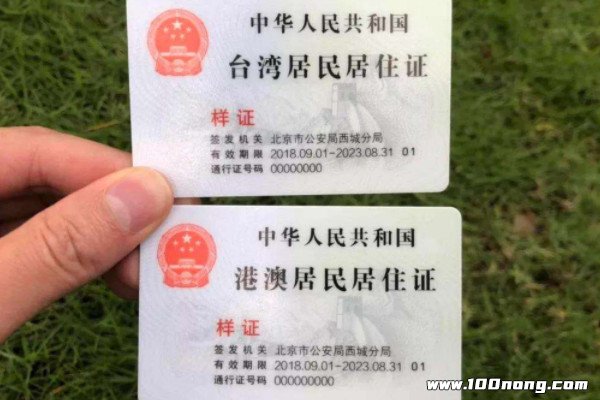 中华人民共和国
台湾居民居住证
样证
签发机关 北京市公安局西城分局
有效期限 2018.09.01-2023.08.31 01
通行证号码 00000000
中华人民共和国
港澳居民居住证
样证
签发机关 北京市公安局西城分局
有效期限 2018.09.01-2023.08.31 01
通行证号码 000000000
www.100nong.com